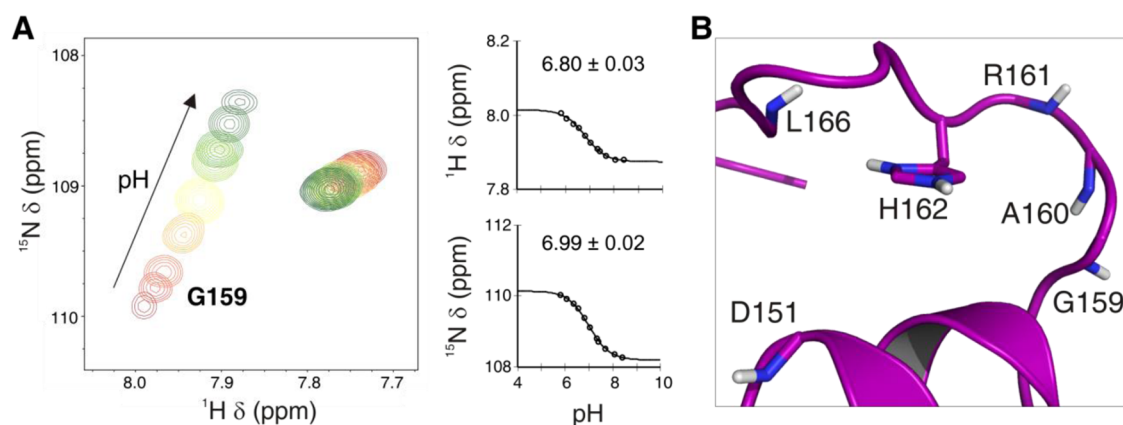 A
108
109
110
¹⁵N δ (ppm)
pH
G159
8.0 7.9 7.8 7.7
¹H δ (ppm)
8.2
8.0
7.8
¹H δ (ppm)
6.80 ± 0.03
112
110
108
¹⁵N δ (ppm)
6.99 ± 0.02
4 6 8 10
pH
B
R161
L166
H162
A160
G159
D151